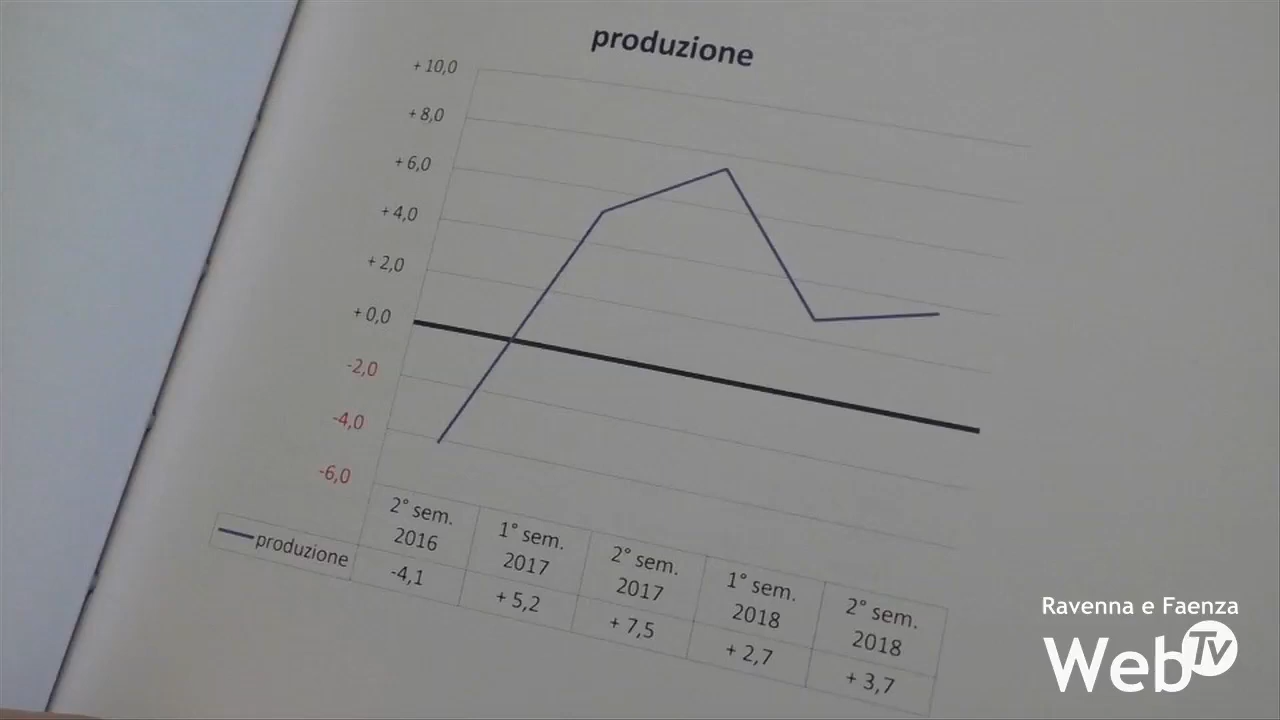 produzione
+ 10,0
+ 8,0
+ 6,0
+ 4,0
+ 2,0
+ 0,0
-2,0
-4,0
-6,0
2° sem. 2016
1° sem. 2017
2° sem. 2017
1° sem. 2018
2° sem. 2018
produzione
-4,1
+ 5,2
+ 7,5
+ 2,7
+ 3,7
Ravenna e Faenza
WebTv